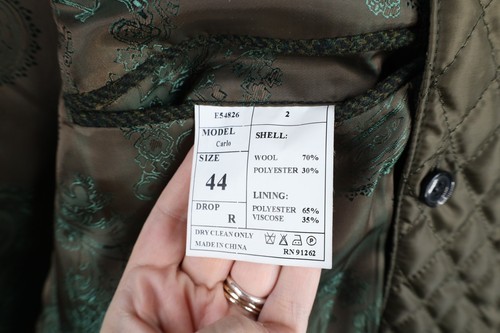 E54826 2
MODEL
Carlo
SIZE
44
DROP
R
SHELL:
WOOL 70%
POLYESTER 30%
LINING:
POLYESTER 65%
VISCOSE 35%
DRY CLEAN ONLY
MADE IN CHINA
RN 91262